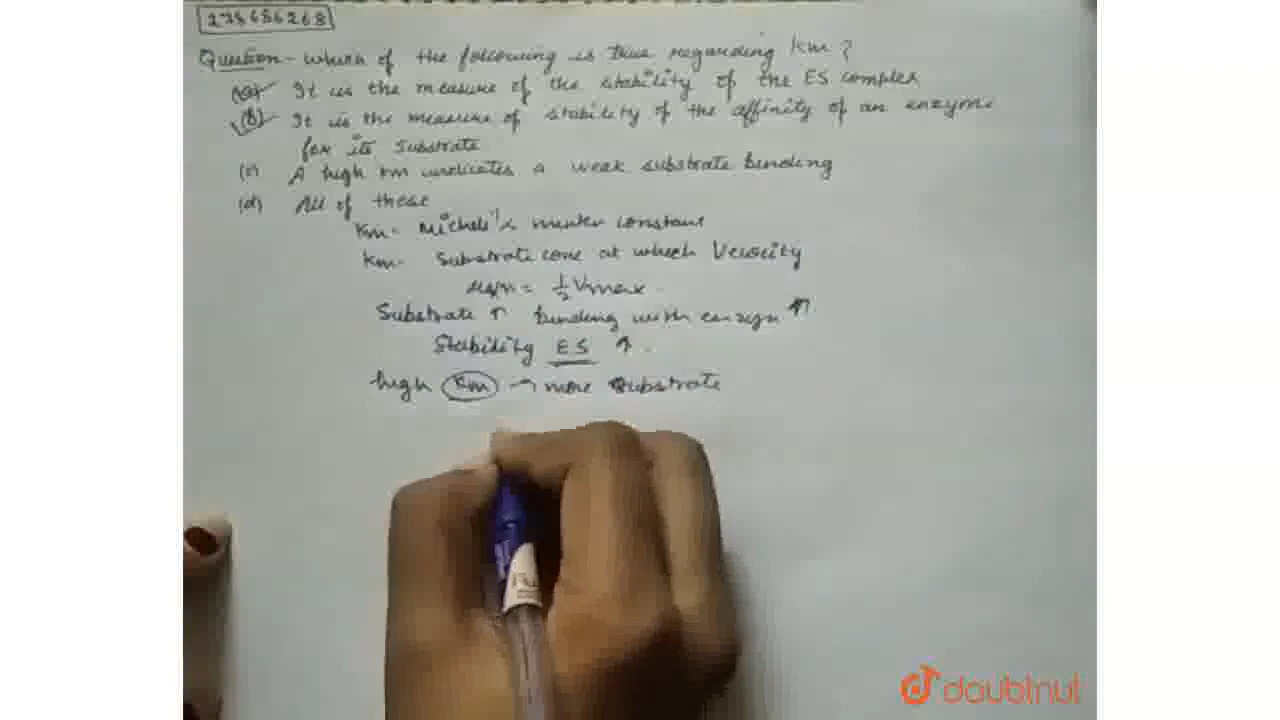 278656268
Question - which of the following is true regarding km?
(a) It is the measure of the stability of the ES complex
(b) It is the measure of stability of the affinity of an enzyme
for its substrate
(c) A high km indicates a weak substrate binding
(d) All of these
km - constant
km - Substrate conc at which Velocity
= 1/2 Vmax.
Substrate ↑ binding with enzym ↑
Stability ES ↑.
high km → more substrate
doubtnut